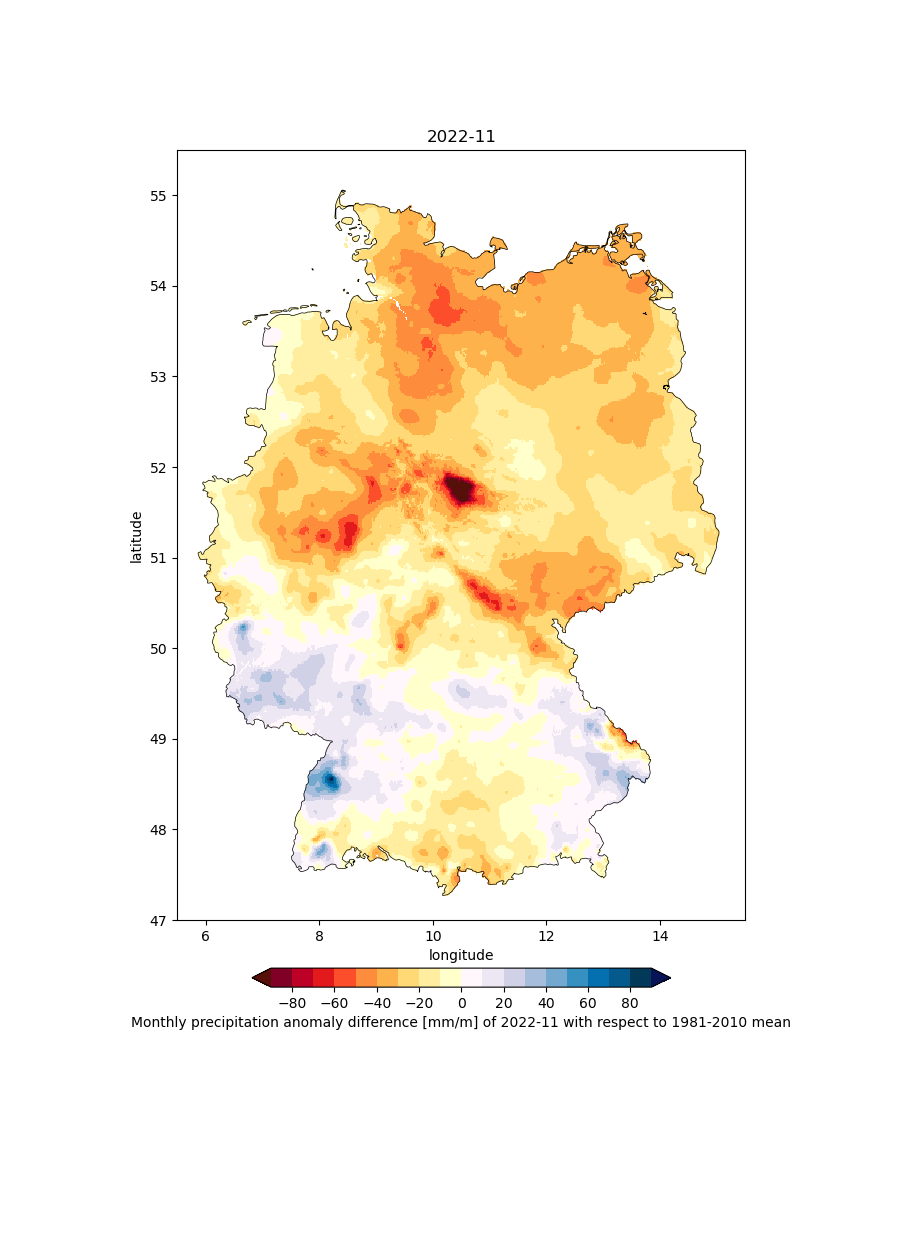 2022-11
55
54
53
52
51
50
49
48
47
latitude
6 8 10 12 14
longitude
−80 −60 −40 −20 0 20 40 60 80
Monthly precipitation anomaly difference [mm/m] of 2022-11 with respect to 1981-2010 mean